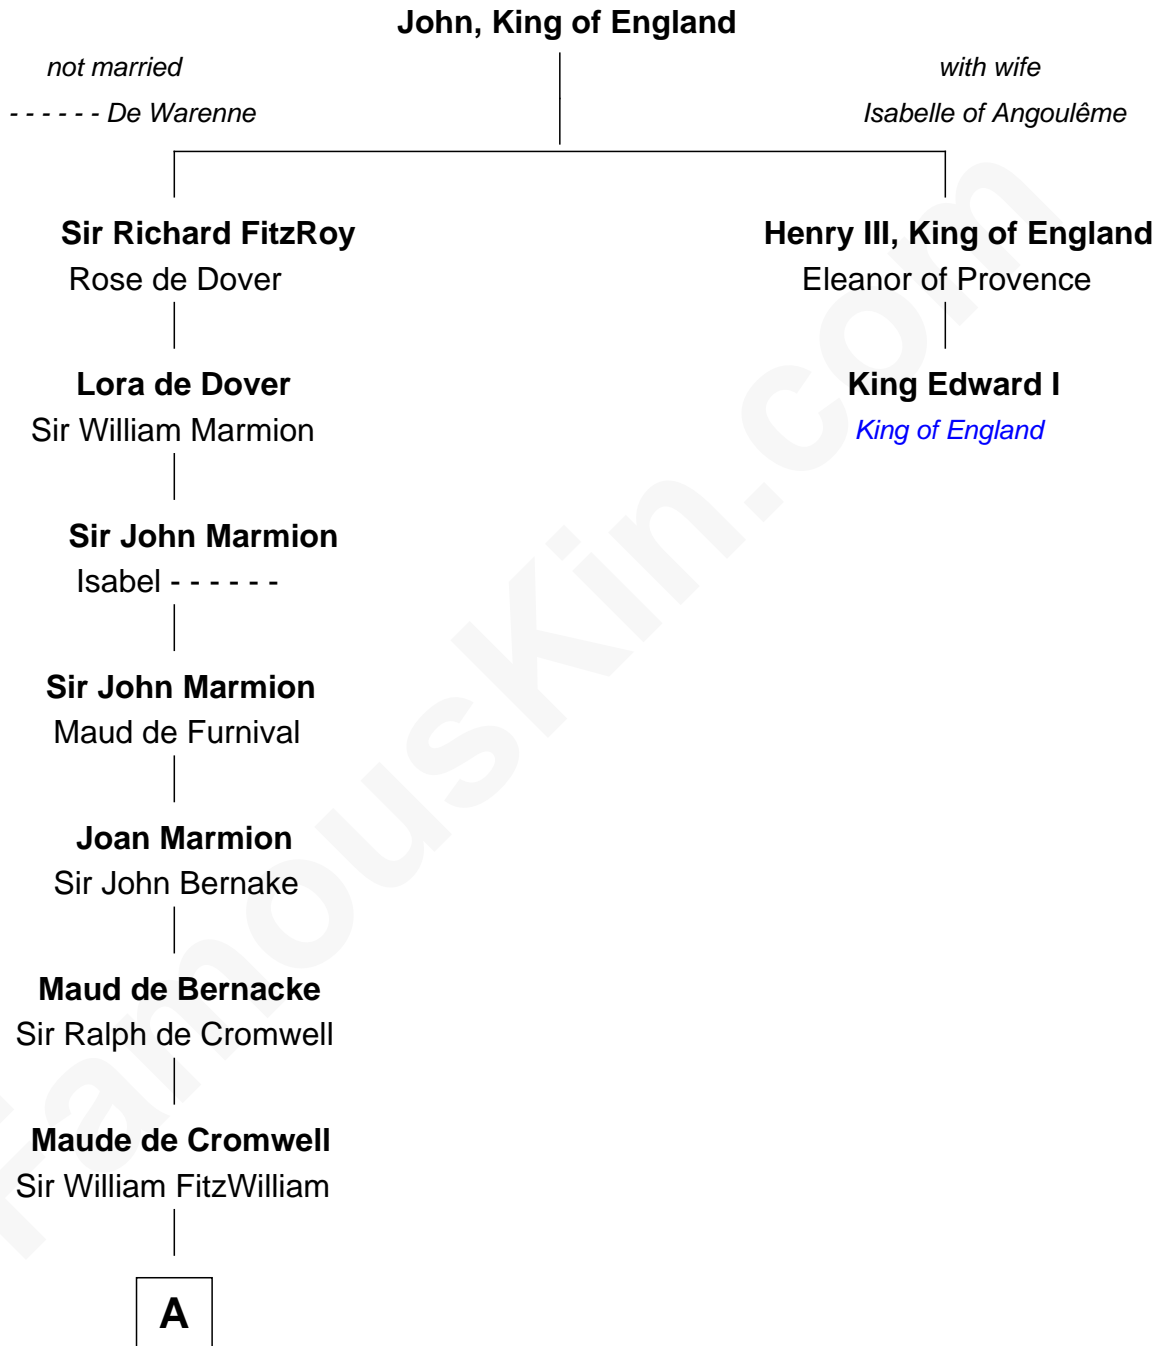 John, King of England
not married
with wife
- - - - - - De Warenne
Isabelle of Angoulême
Sir Richard FitzRoy
Henry III, King of England
Rose de Dover
Eleanor of Provence
Lora de Dover
King Edward I
Sir William Marmion
King of England
Sir John Marmion
Isabel - - - - - -
Sir John Marmion
Maud de Furnival
Joan Marmion
Sir John Bernake
Maud de Bernacke
Sir Ralph de Cromwell
Maude de Cromwell
Sir William FitzWilliam
A
FamousKin.com